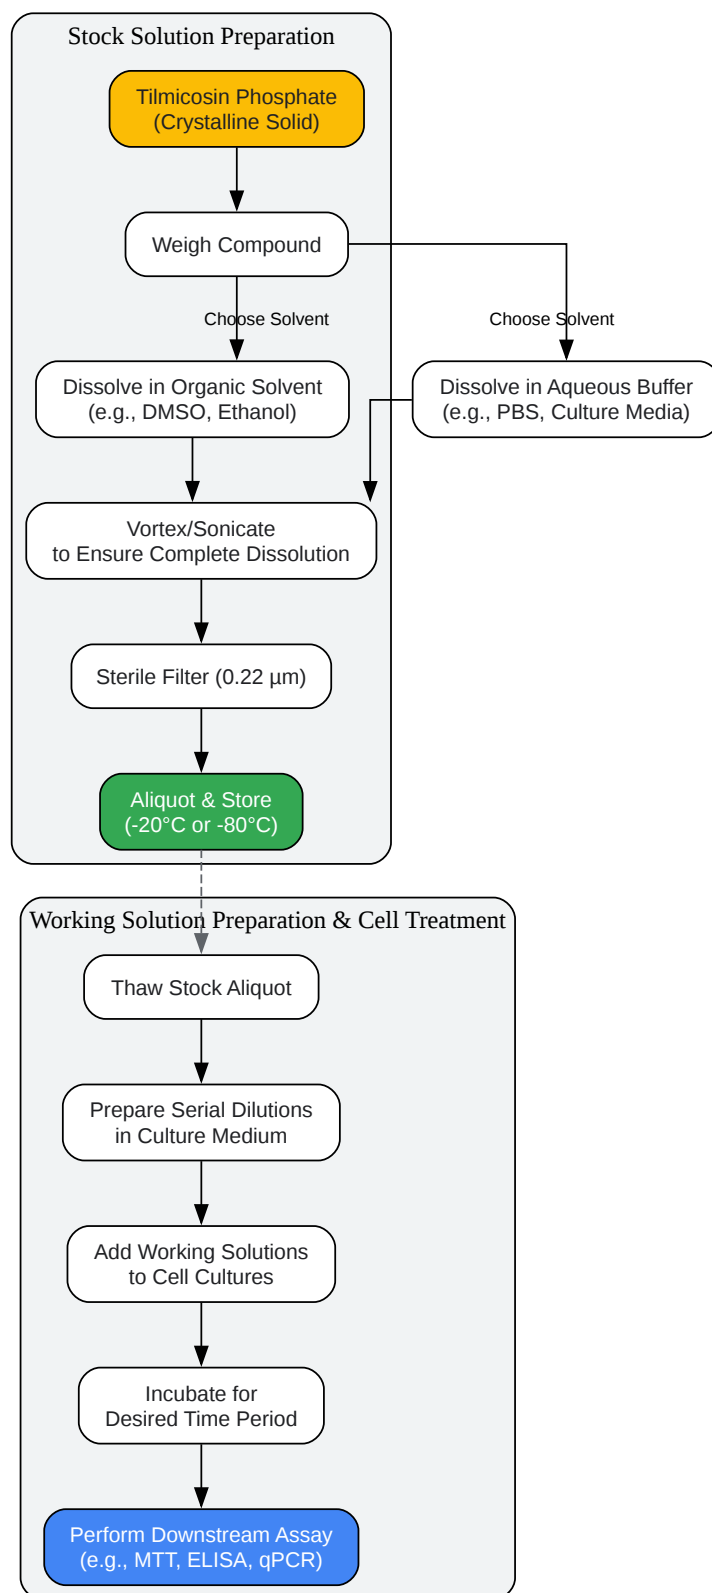 Stock Solution Preparation
Tilmicosin Phosphate
(Crystalline Solid)
Weigh Compound
Choose Solvent
Choose Solvent
Dissolve in Organic Solvent
(e.g., DMSO, Ethanol)
Dissolve in Aqueous Buffer
(e.g., PBS, Culture Media)
Vortex/Sonicate
to Ensure Complete Dissolution
Sterile Filter (0.22 µm)
Aliquot & Store
(-20°C or -80°C)
Working Solution Preparation & Cell Treatment
Thaw Stock Aliquot
Prepare Serial Dilutions
in Culture Medium
Add Working Solutions
to Cell Cultures
Incubate for
Desired Time Period
Perform Downstream Assay
(e.g., MTT, ELISA, qPCR)